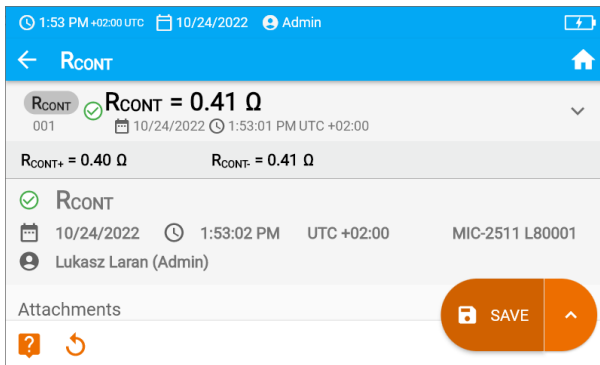 1:53 PM +02:00 UTC 10/24/2022 Admin
RCONT
RCONT RCONT = 0.41 Ω
001 10/24/2022 1:53:01 PM UTC +02:00
RCONT+ = 0.40 Ω RCONT- = 0.41 Ω
RCONT
10/24/2022 1:53:02 PM UTC +02:00 MIC-2511 L80001
Lukasz Laran (Admin)
Attachments
SAVE
?